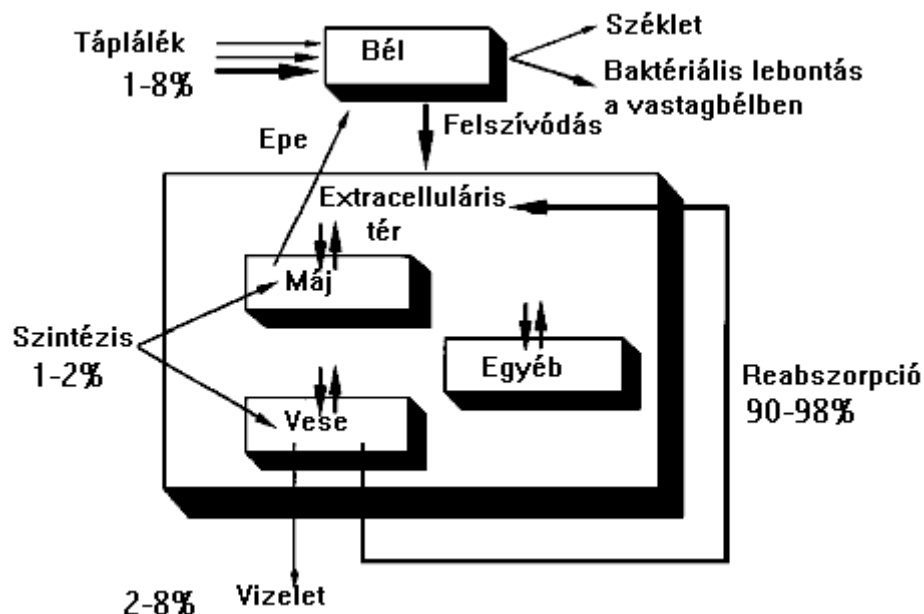 Táplálék
1-8%
Bél
Széklet
Baktériális lebontás
a vastagbélben
Epe
Felszívódás
Extracelluláris
tér
Máj
Szintézis
1-2%
Egyéb
Vese
Reabszorpció
90-98%
2-8%
Vizelet